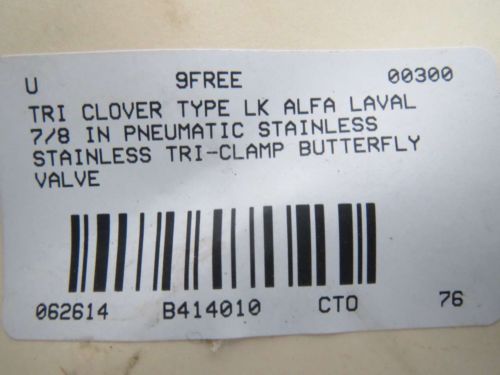 U 9FREE 00300
TRI CLOVER TYPE LK ALFA LAVAL
7/8 IN PNEUMATIC STAINLESS
STAINLESS TRI-CLAMP BUTTERFLY
VALVE
062614 B414010 CTO 76